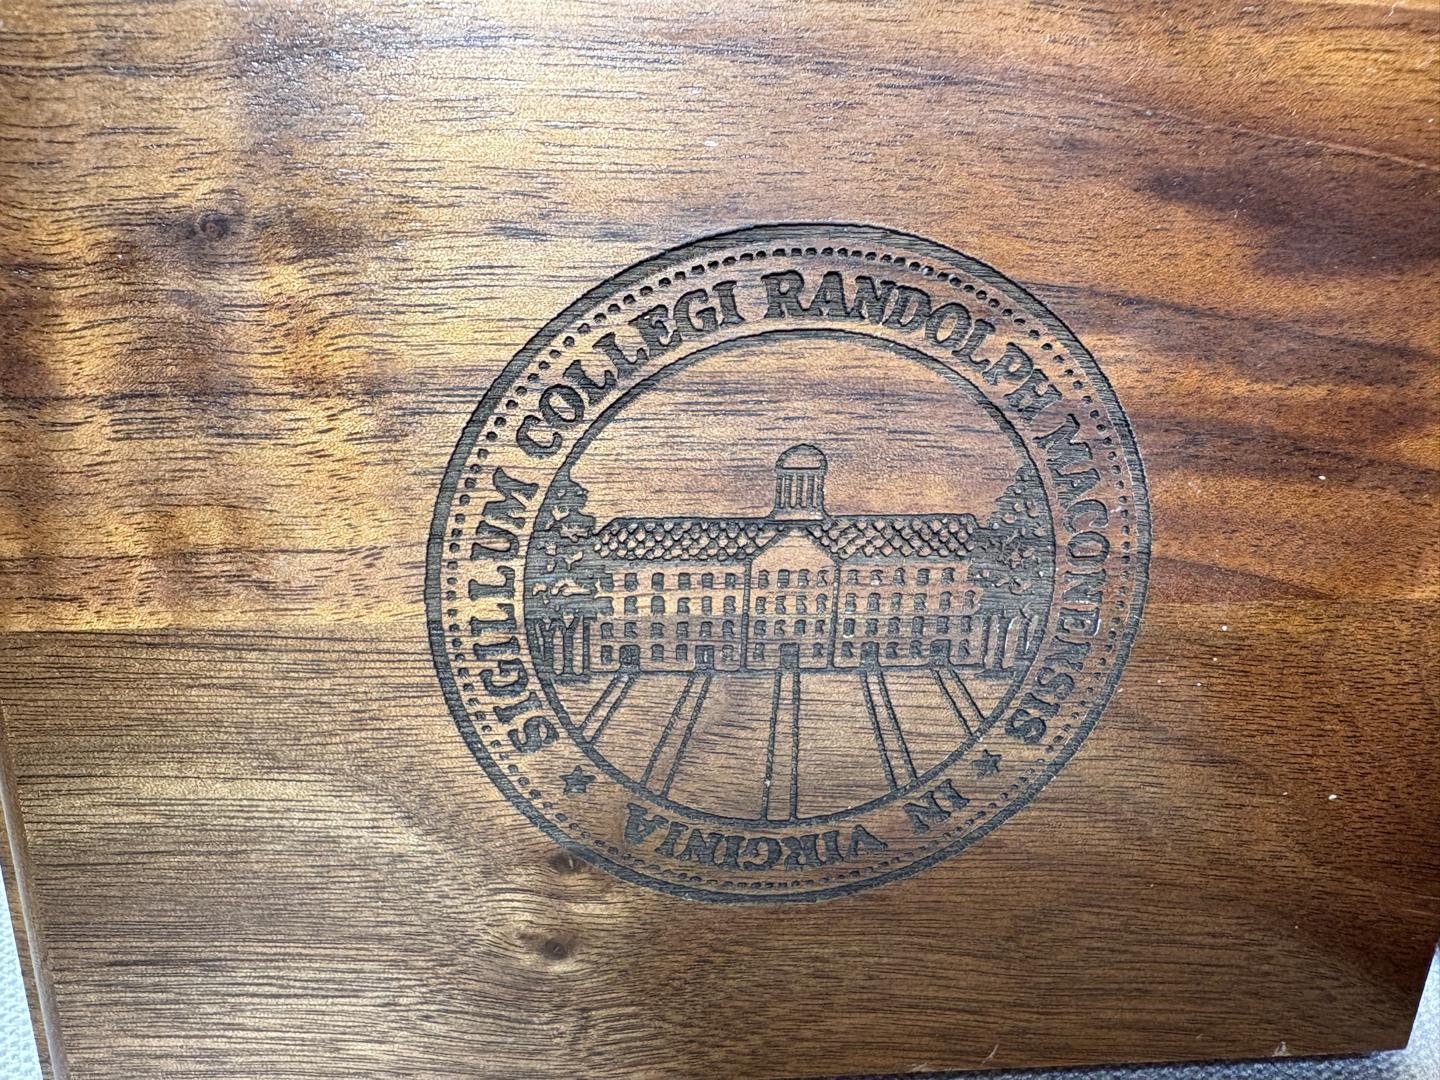 SIGILLUM COLLEGI RANDOLPH MACONENSIS
IN VIRGINIA